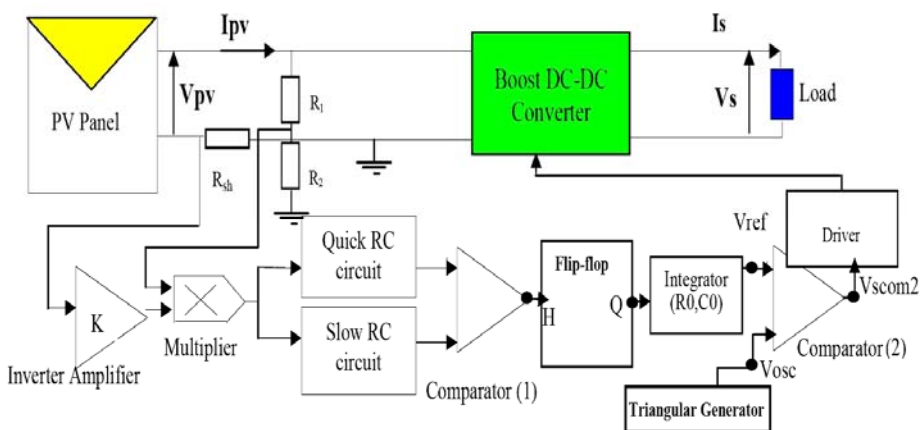 Ipv
Is
Vpv
PV Panel
R1
Boost DC-DC
Converter
Vs
Load
Rsh
R2
Vref
Driver
Quick RC
circuit
Flip-flop
Integrator
(R0,C0)
Vscom2
K
H
Q
Multiplier
Slow RC
circuit
Inverter Amplifier
Comparator (1)
Comparator (2)
Vosc
Triangular Generator